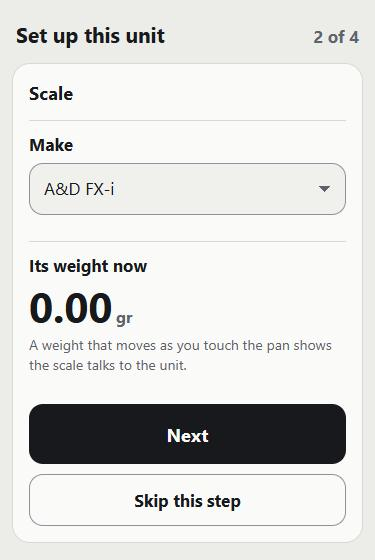 Set up this unit
2 of 4
Scale
Make
A&D FX-i
Its weight now
0.00 gr
A weight that moves as you touch the pan shows
the scale talks to the unit.
Next
Skip this step